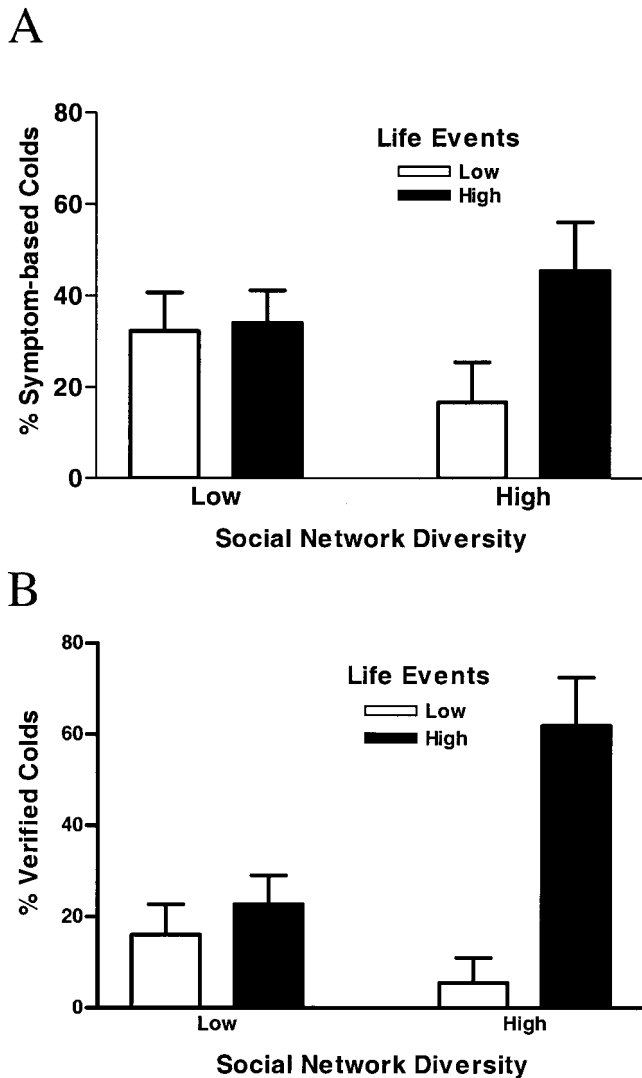 A
80
60
40
20
0
% Symptom-based Colds
Life Events
Low
High
Low High
Social Network Diversity
B
80
60
40
20
0
% Verified Colds
Life Events
Low
High
Low High
Social Network Diversity